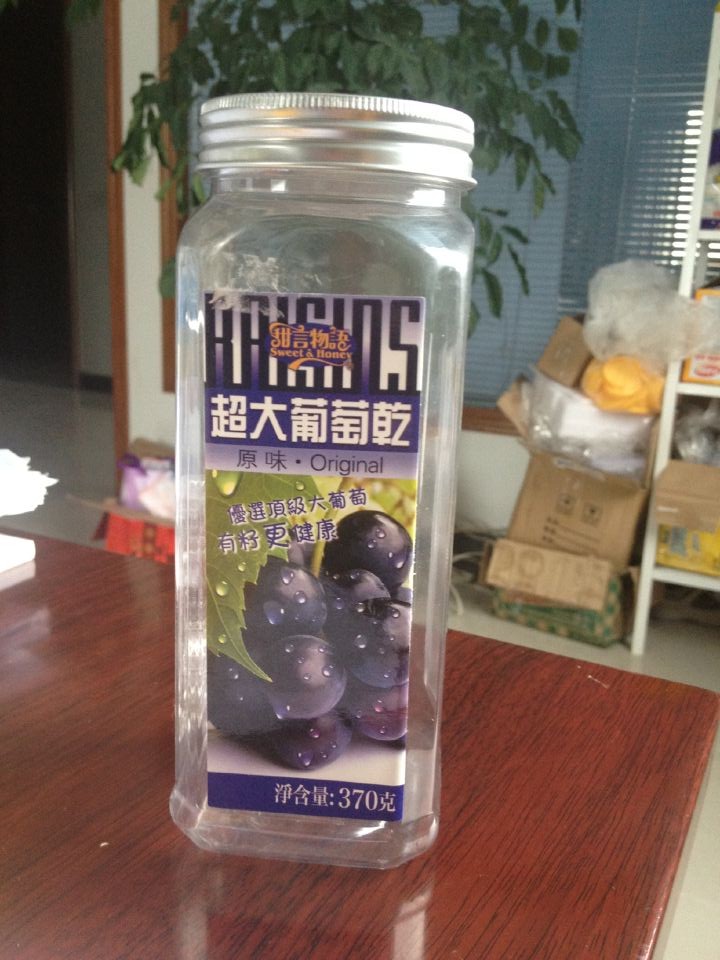 RAISINS
甜言物語
Sweet & Honey
超大葡萄乾
原味·Original
優選頂級大葡萄
有籽更健康
淨含量:370克